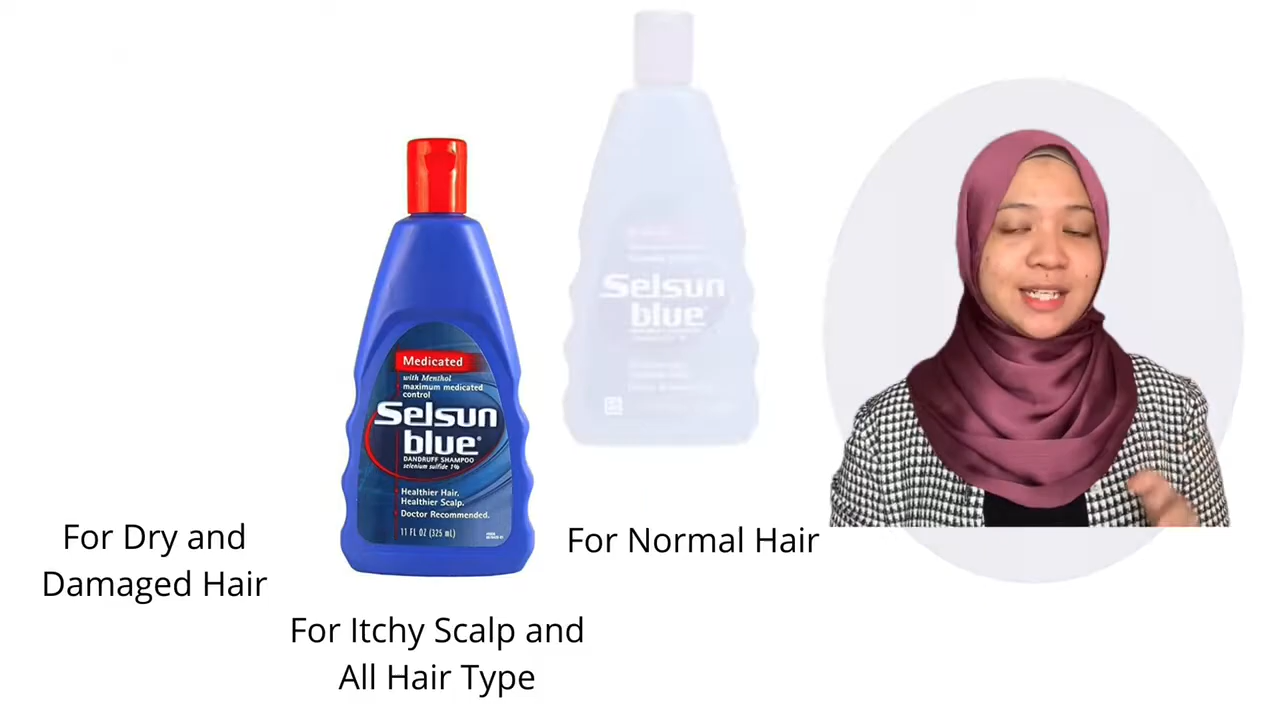 Medicated
with Menthol
maximum medicated
control
Selsun
blue®
DANDRUFF SHAMPOO
selenium sulfide 1%
Healthier Hair.
Healthier Scalp.
Doctor Recommended.
11 FL OZ (325 mL)
Selsun
blue®
For Dry and
Damaged Hair
For Itchy Scalp and
All Hair Type
For Normal Hair